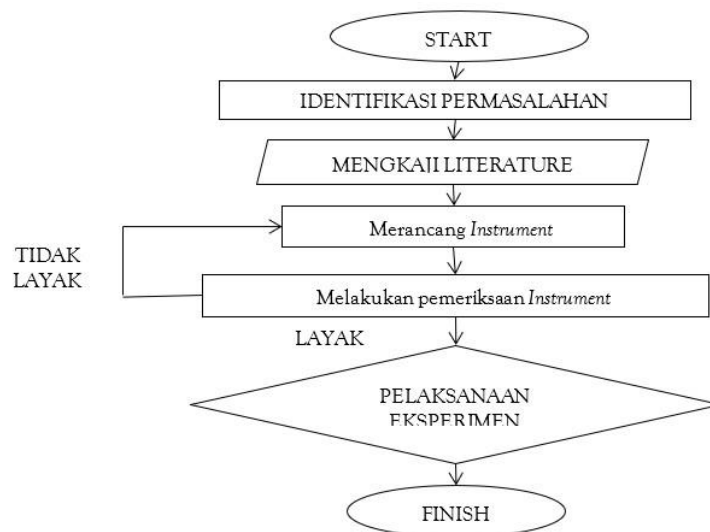 START
IDENTIFIKASI PERMASALAHAN
MENGKAJI LITERATURE
Merancang Instrument
TIDAK
LAYAK
Melakukan pemeriksaan Instrument
LAYAK
PELAKSANAAN
EKSPERIMEN
FINISH